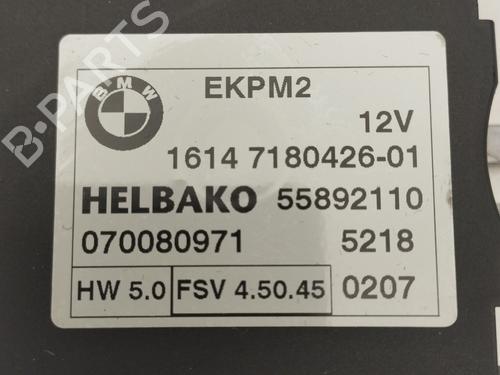 B-PARTS
BMW
EKPM2
12V
1614 7180426-01
HELBAKO 55892110
070080971 5218
HW 5.0 FSV 4.50.45 0207